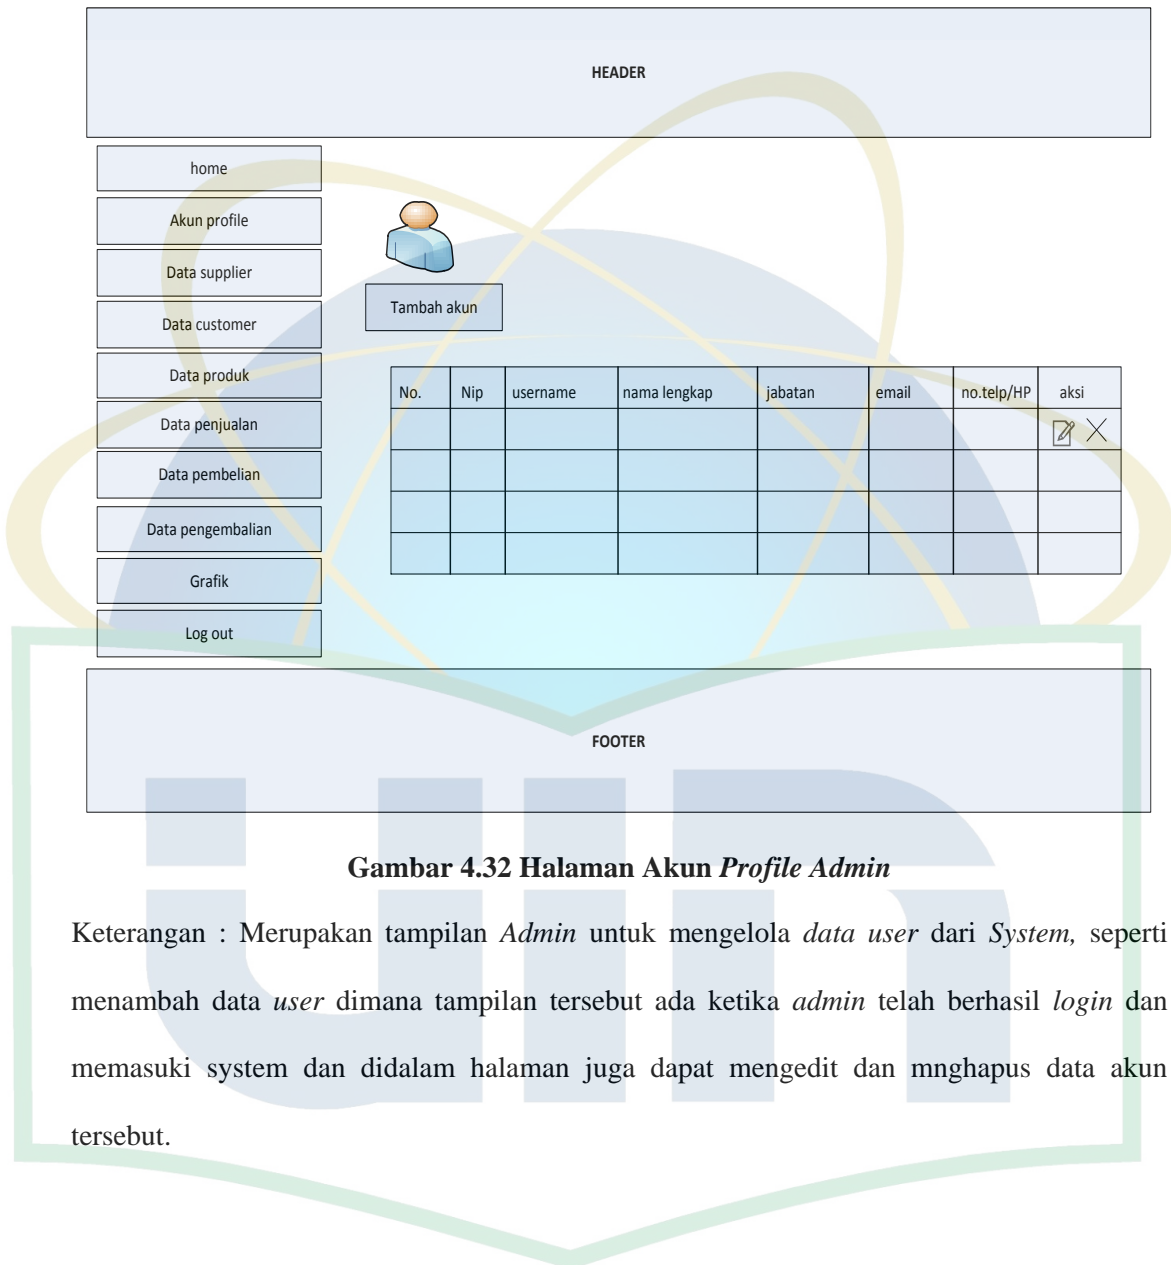 HEADER
home
Akun profile
Data supplier
Data customer
Data produk
Data penjualan
Data pembelian
Data pengembalian
Grafik
Log out
Tambah akun
No. Nip username nama lengkap jabatan email no.telp/HP aksi
FOOTER
Gambar 4.32 Halaman Akun Profile Admin
Keterangan : Merupakan tampilan Admin untuk mengelola data user dari System, seperti
menambah data user dimana tampilan tersebut ada ketika admin telah berhasil login dan
memasuki system dan didalam halaman juga dapat mengedit dan mnghapus data akun
tersebut.
uin